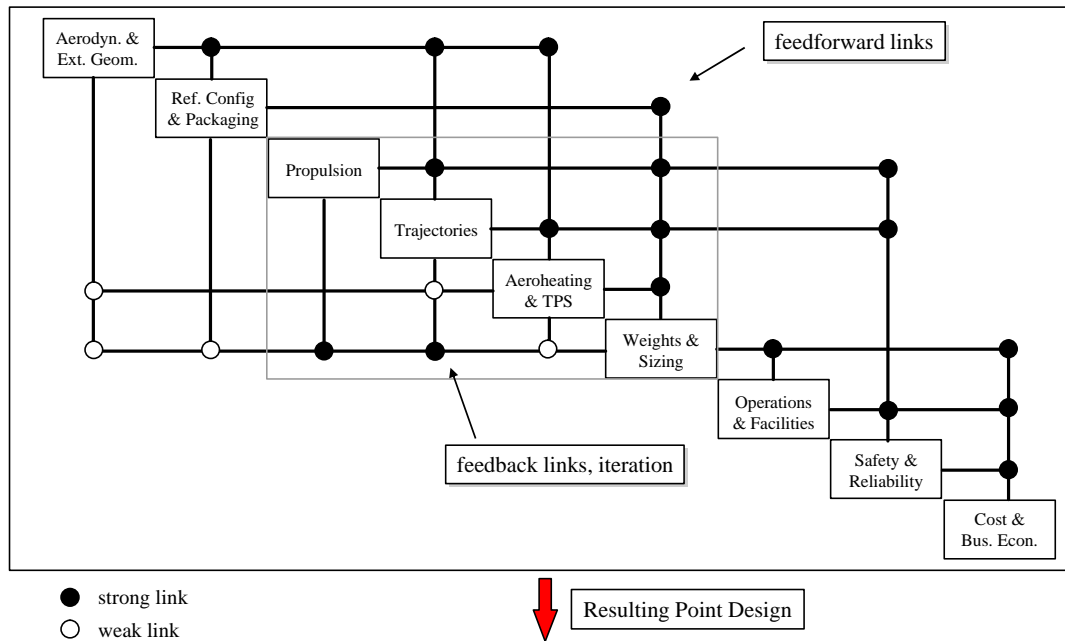 Aerodyn. &
Ext. Geom.
feedforward links
Ref. Config
& Packaging
Propulsion
Trajectories
Aeroheating
& TPS
Weights &
Sizing
Operations
& Facilities
feedback links, iteration
Safety &
Reliability
Cost &
Bus. Econ.
strong link
weak link
Resulting Point Design